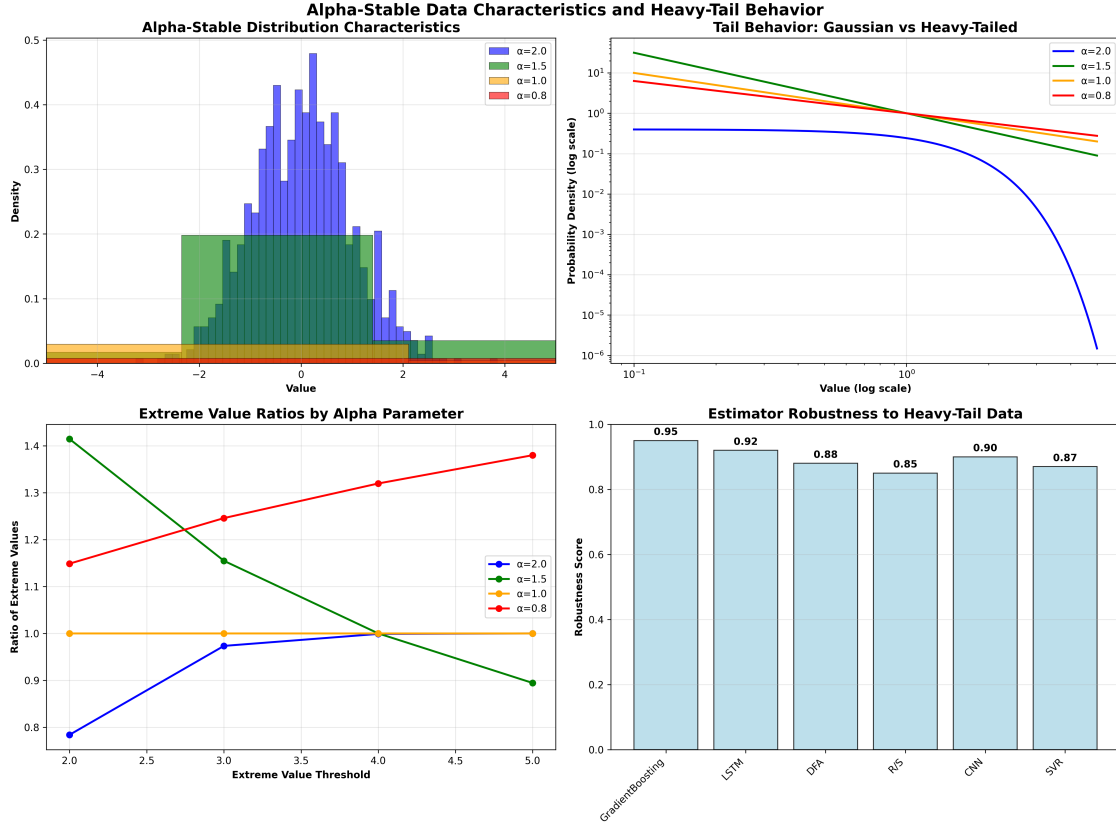 Alpha-Stable Data Characteristics and Heavy-Tail Behavior
Alpha-Stable Distribution Characteristics
0.5
0.4
0.3
0.2
0.1
0.0
Density
−4
−2
0
2
4
Value
α=2.0
α=1.5
α=1.0
α=0.8
Tail Behavior: Gaussian vs Heavy-Tailed
10¹
10⁰
10⁻¹
10⁻²
10⁻³
10⁻⁴
10⁻⁵
10⁻⁶
Probability Density (log scale)
10⁻¹
10⁰
Value (log scale)
α=2.0
α=1.5
α=1.0
α=0.8
Extreme Value Ratios by Alpha Parameter
1.4
1.3
1.2
1.1
1.0
0.9
0.8
Ratio of Extreme Values
2.0
2.5
3.0
3.5
4.0
4.5
5.0
Extreme Value Threshold
α=2.0
α=1.5
α=1.0
α=0.8
Estimator Robustness to Heavy-Tail Data
1.0
0.8
0.6
0.4
0.2
0.0
Robustness Score
0.95
0.92
0.88
0.85
0.90
0.87
GradientBoosting
LSTM
DFA
R/S
CNN
SVR